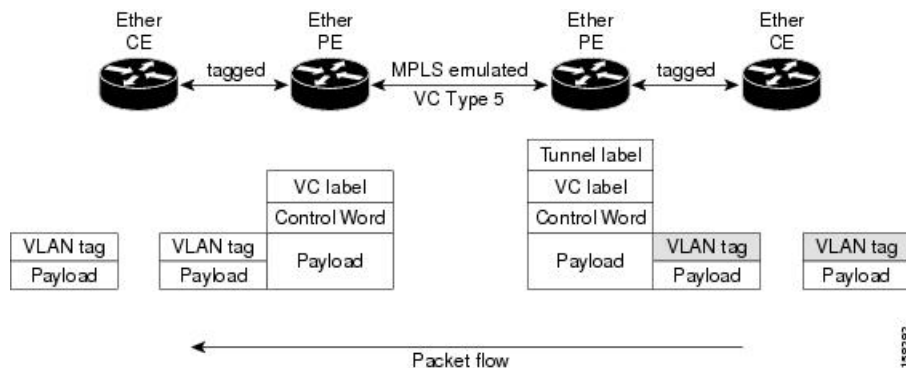 Ether
CE
Ether
PE
Ether
PE
Ether
CE
tagged
MPLS emulated
VC Type 5
tagged
Tunnel label
VC label
VC label
Control Word
Control Word
VLAN tag
VLAN tag
Payload
Payload
VLAN tag
VLAN tag
Payload
Payload
Payload
Payload
Packet flow